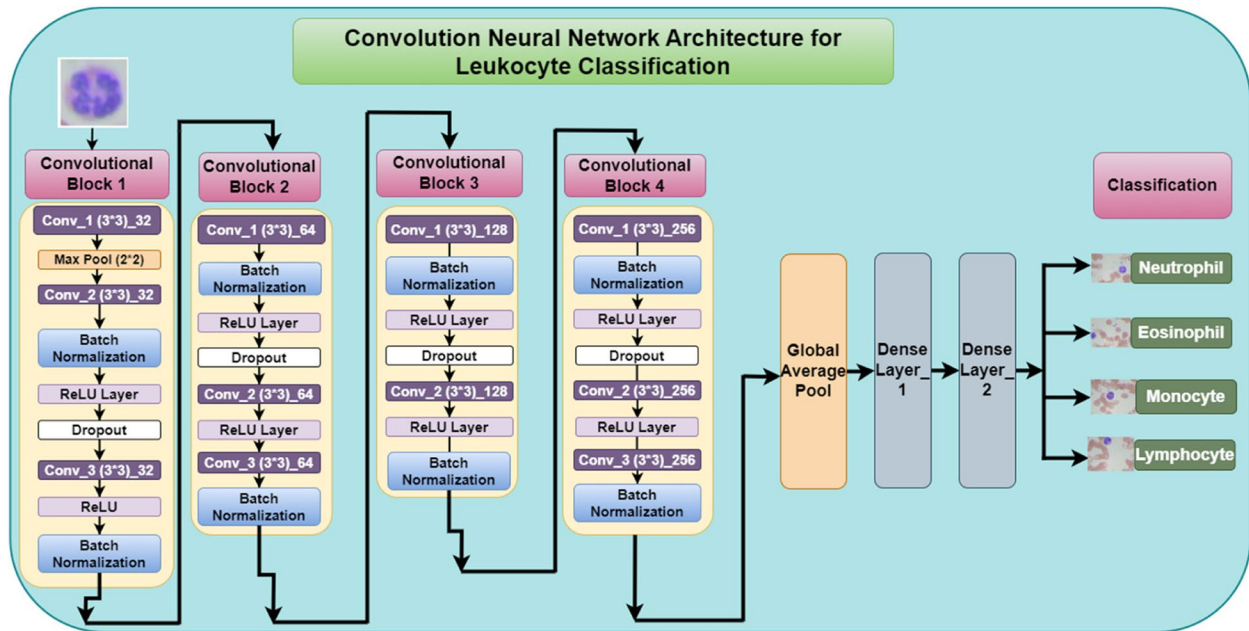 Convolution Neural Network Architecture for
Leukocyte Classification
Convolutional
Block 1
Conv_1 (3*3)_32
Max Pool (2*2)
Conv_2 (3*3)_32
Batch
Normalization
ReLU Layer
Dropout
Conv_3 (3*3)_32
ReLU
Batch
Normalization
Convolutional
Block 2
Conv_1 (3*3)_64
Batch
Normalization
ReLU Layer
Dropout
Conv_2 (3*3)_64
ReLU Layer
Conv_3 (3*3)_64
Batch
Normalization
Convolutional
Block 3
Conv_1 (3*3)_128
Batch
Normalization
ReLU Layer
Dropout
Conv_2 (3*3)_128
ReLU Layer
Batch
Normalization
Convolutional
Block 4
Conv_1 (3*3)_256
Batch
Normalization
ReLU Layer
Dropout
Conv_2 (3*3)_256
ReLU Layer
Conv_3 (3*3)_256
Batch
Normalization
Global
Average
Pool
Dense
Layer_
1
Dense
Layer_
2
Classification
Neutrophil
Eosinophil
Monocyte
Lymphocyte